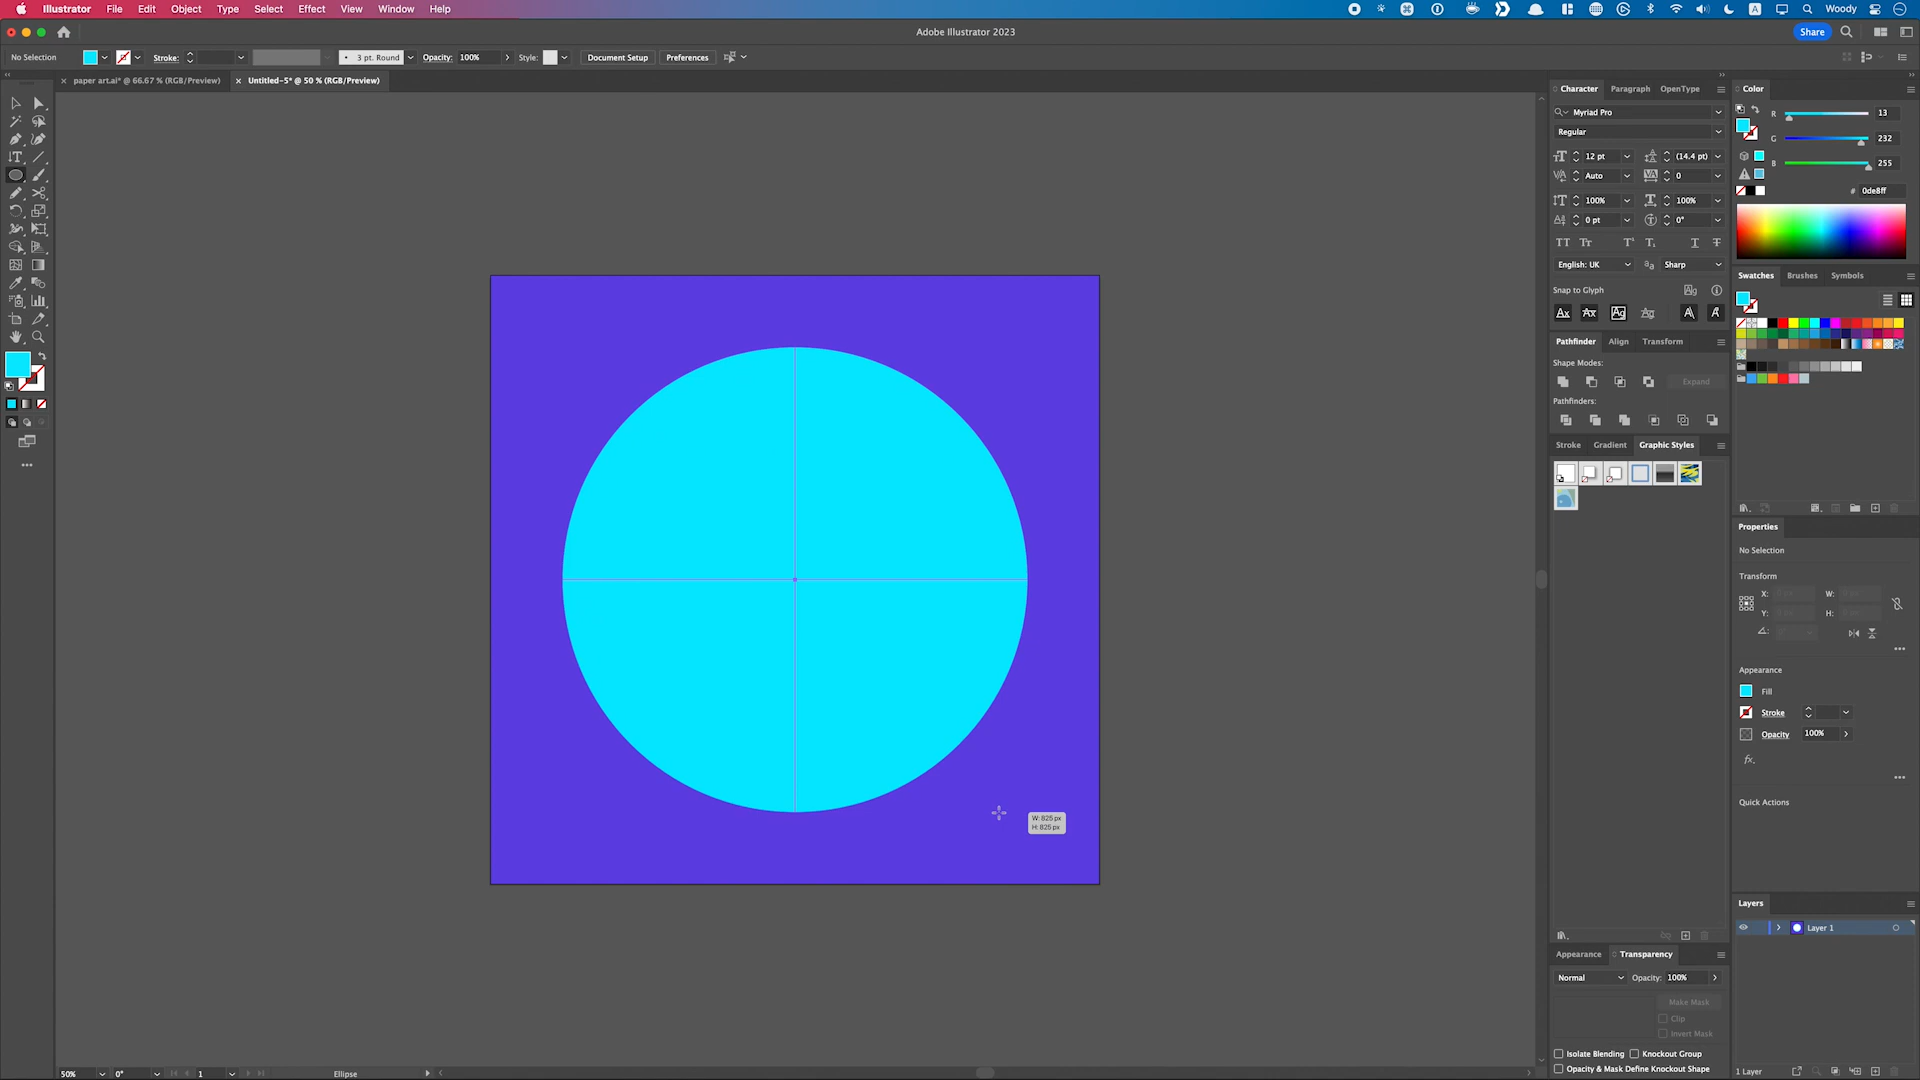 Illustrator File Edit Object Type Select Effect View Window Help
Woody
Adobe Illustrator 2023
Share
No Selection
Stroke:
3 pt. Round
Opacity: 100%
Style:
Document Setup
Preferences
paper art.ai* @ 66.67 % (RGB/Preview)
Untitled-5* @ 50 % (RGB/Preview)
W: 825 px
H: 825 px
50%
0°
1
Ellipse
Character Paragraph OpenType
Myriad Pro
Regular
12 pt
(14.4 pt)
Auto
0
100%
100%
0 pt
0°
English: UK
Sharp
Snap to Glyph
Pathfinder Align Transform
Shape Modes:
Expand
Pathfinders:
Stroke Gradient Graphic Styles
Appearance Transparency
Normal
Opacity: 100%
Make Mask
Clip
Invert Mask
Isolate Blending Knockout Group
Opacity & Mask Define Knockout Shape
Color
R 13
G 232
B 255
# 0de8ff
Swatches Brushes Symbols
Properties
No Selection
Transform
X: W:
Y: H:
Appearance
Fill
Stroke
Opacity 100%
fx.
Quick Actions
Layers
Layer 1
1 Layer